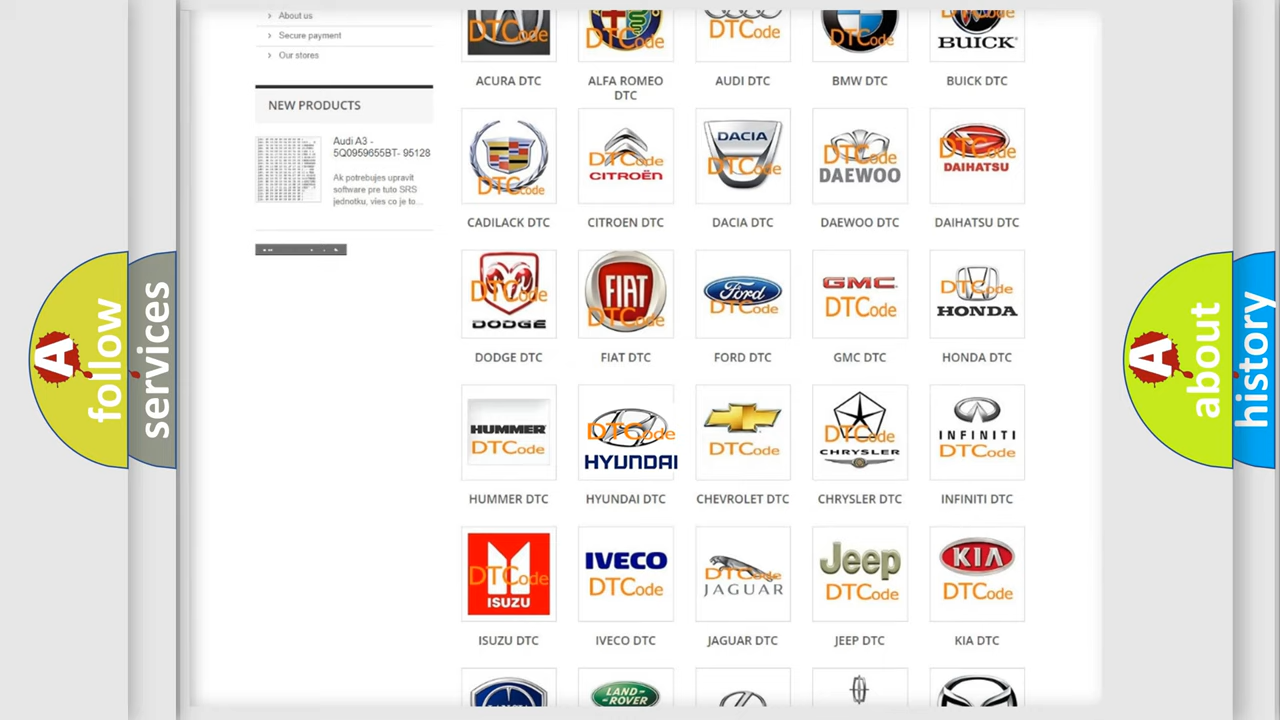 About us
Secure payment
Our stores
NEW PRODUCTS
Audi A3 -
5Q0959655BT- 95128
Ak potrebujes upravit
software pre tuto SRS
jednotku, vies co je to...
DTCode
DTCode
DTCode
DTCode
BUICK
ACURA DTC
ALFA ROMEO
DTC
AUDI DTC
BMW DTC
BUICK DTC
DTCode
DTCode
CITROËN
DACIA
DTCode
DTCode
DAEWOO
DTCode
DAIHATSU
CADILACK DTC
CITROEN DTC
DACIA DTC
DAEWOO DTC
DAIHATSU DTC
DTCode
DODGE
FIAT
DTCode
Ford
DTCode
GMC
DTCode
DTCode
HONDA
DODGE DTC
FIAT DTC
FORD DTC
GMC DTC
HONDA DTC
HUMMER
DTCode
DTCode
HYUNDAI
DTCode
DTCode
CHRYSLER
INFINITI
DTCode
HUMMER DTC
HYUNDAI DTC
CHEVROLET DTC
CHRYSLER DTC
INFINITI DTC
DTCode
ISUZU
IVECO
DTCode
DTCode
JAGUAR
Jeep
DTCode
KIA
DTCode
ISUZU DTC
IVECO DTC
JAGUAR DTC
JEEP DTC
KIA DTC
LAND-
ROVER
A
follow
services
A
about
history